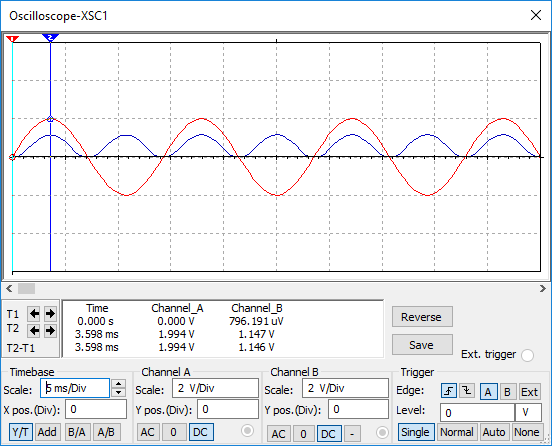 Oscilloscope-XSC1
1 2
Time Channel_A Channel_B
T1 0.000 s 0.000 V 796.191 uV
T2 3.598 ms 1.994 V 1.147 V
T2-T1 3.598 ms 1.994 V 1.146 V
Reverse
Save
Ext. trigger
Timebase Channel A Channel B Trigger
Scale: 5 ms/Div Scale: 2 V/Div Scale: 2 V/Div Edge: A B Ext
X pos.(Div): 0 Y pos.(Div): 0 Y pos.(Div): 0 Level: 0 V
Y/T Add B/A A/B AC 0 DC AC 0 DC - Single Normal Auto None